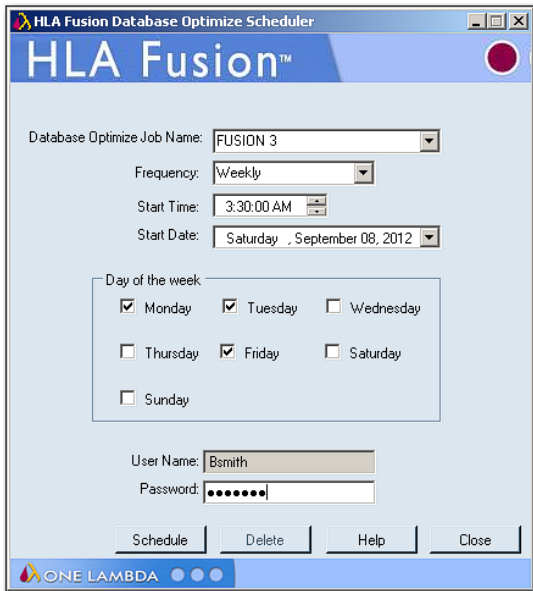 HLA Fusion Database Optimize Scheduler
HLA Fusion™
Database Optimize Job Name: FUSION 3
Frequency: Weekly
Start Time: 3:30:00 AM
Start Date: Saturday , September 08, 2012
Day of the week
Monday Tuesday Wednesday
Thursday Friday Saturday
Sunday
User Name: Bsmith
Password: ●●●●●●●
Schedule Delete Help Close
ONE LAMBDA